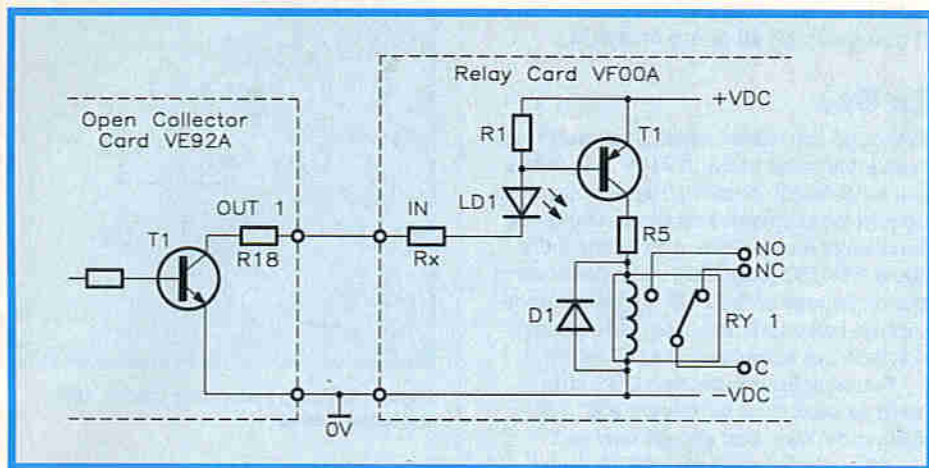 Relay Card VF00A
+VDC
Open Collector
Card VE92A
R1
T1
LD1
OUT 1
IN
T1
R18
Rx
R5
NO
NC
D1
RY 1
C
−VDC
0V